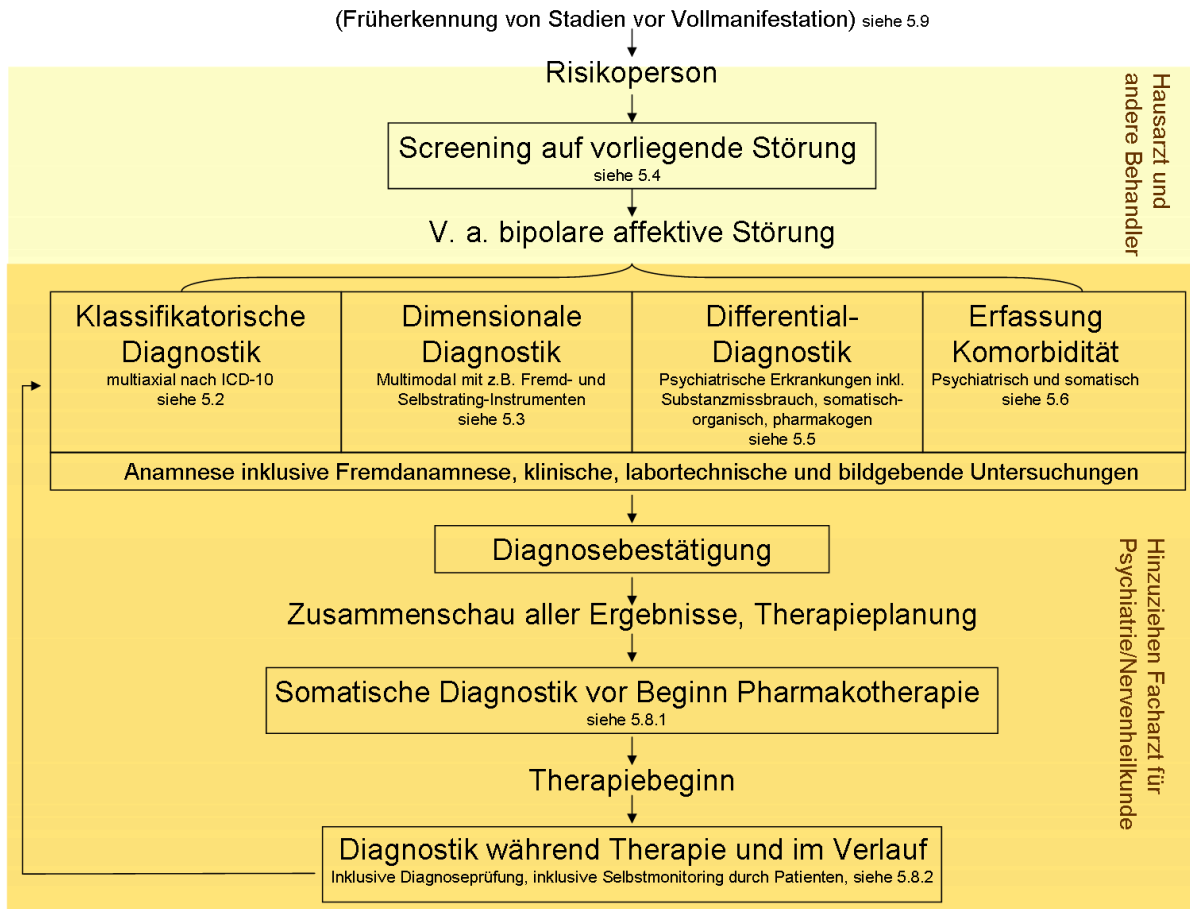 (Früherkennung von Stadien vor Vollmanifestation) siehe 5.9
Risikoperson
Screening auf vorliegende Störung
siehe 5.4
V. a. bipolare affektive Störung
Hausarzt und
andere Behandler
Klassifikatorische
Diagnostik
multiaxial nach ICD-10
siehe 5.2
Dimensionale
Diagnostik
Multimodal mit z.B. Fremd- und
Selbstrating-Instrumenten
siehe 5.3
Differential-
Diagnostik
Psychiatrische Erkrankungen inkl.
Substanzmissbrauch, somatisch-
organisch, pharmakogen
siehe 5.5
Erfassung
Komorbidität
Psychiatrisch und somatisch
siehe 5.6
Anamnese inklusive Fremdanamnese, klinische, labortechnische und bildgebende Untersuchungen
Diagnosebestätigung
Zusammenschau aller Ergebnisse, Therapieplanung
Somatische Diagnostik vor Beginn Pharmakotherapie
siehe 5.8.1
Therapiebeginn
Diagnostik während Therapie und im Verlauf
Inklusive Diagnoseprüfung, inklusive Selbstmonitoring durch Patienten, siehe 5.8.2
Hinzuziehen Facharzt für
Psychiatrie/Nervenheilkunde